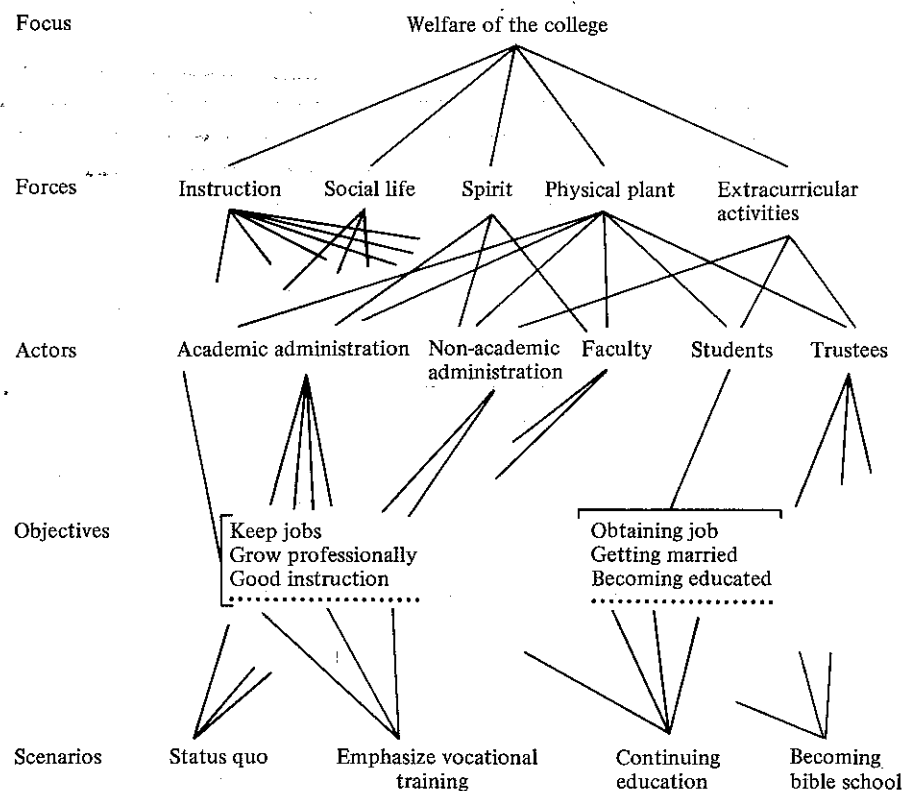 Focus
Welfare of the college
Forces
Instruction
Social life
Spirit
Physical plant
Extracurricular
activities
Actors
Academic administration
Non-academic
administration
Faculty
Students
Trustees
Objectives
Keep jobs
Grow professionally
Good instruction
Obtaining job
Getting married
Becoming educated
Scenarios
Status quo
Emphasize vocational
training
Continuing
education
Becoming
bible school